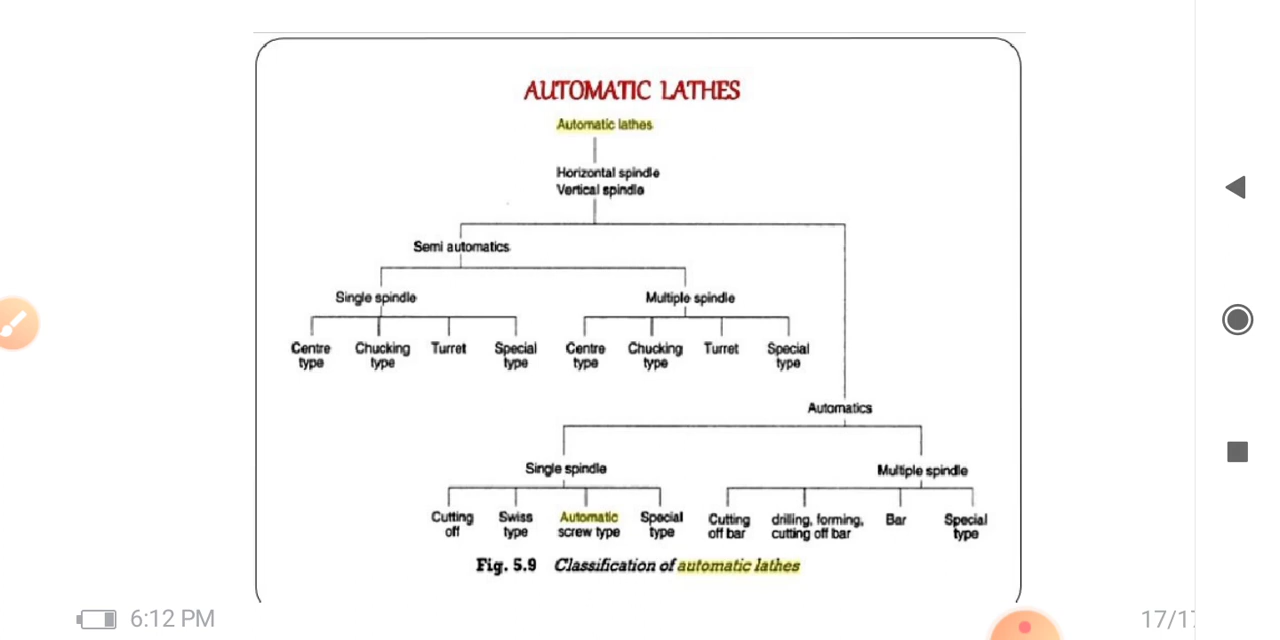 AUTOMATIC LATHES
Automatic lathes
Horizontal spindle
Vertical spindle
Semi automatics
Single spindle
Multiple spindle
Centre
type
Chucking
type
Turret
Special
type
Centre
type
Chucking
type
Turret
Special
type
Automatics
Single spindle
Multiple spindle
Cutting
off
Swiss
type
Automatic
screw type
Special
type
Cutting
off bar
drilling, forming,
cutting off bar
Bar
Special
type
Fig. 5.9 Classification of automatic lathes
6:12 PM
17/17